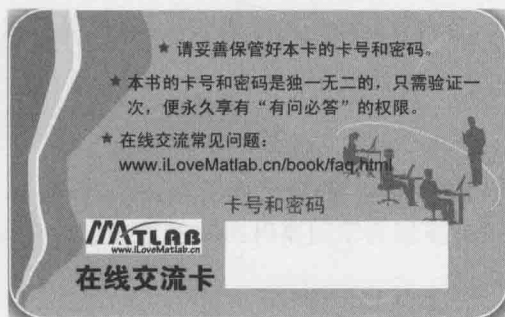 ★ 请妥善保管好本卡的卡号和密码。
★ 本书的卡号和密码是独一无二的，只需验证一
次，便永久享有“有问必答”的权限。
★ 在线交流常见问题：
www.iLoveMatlab.cn/book/faq.html
卡号和密码
MATLAB
www.iLoveMatlab.cn
在线交流卡